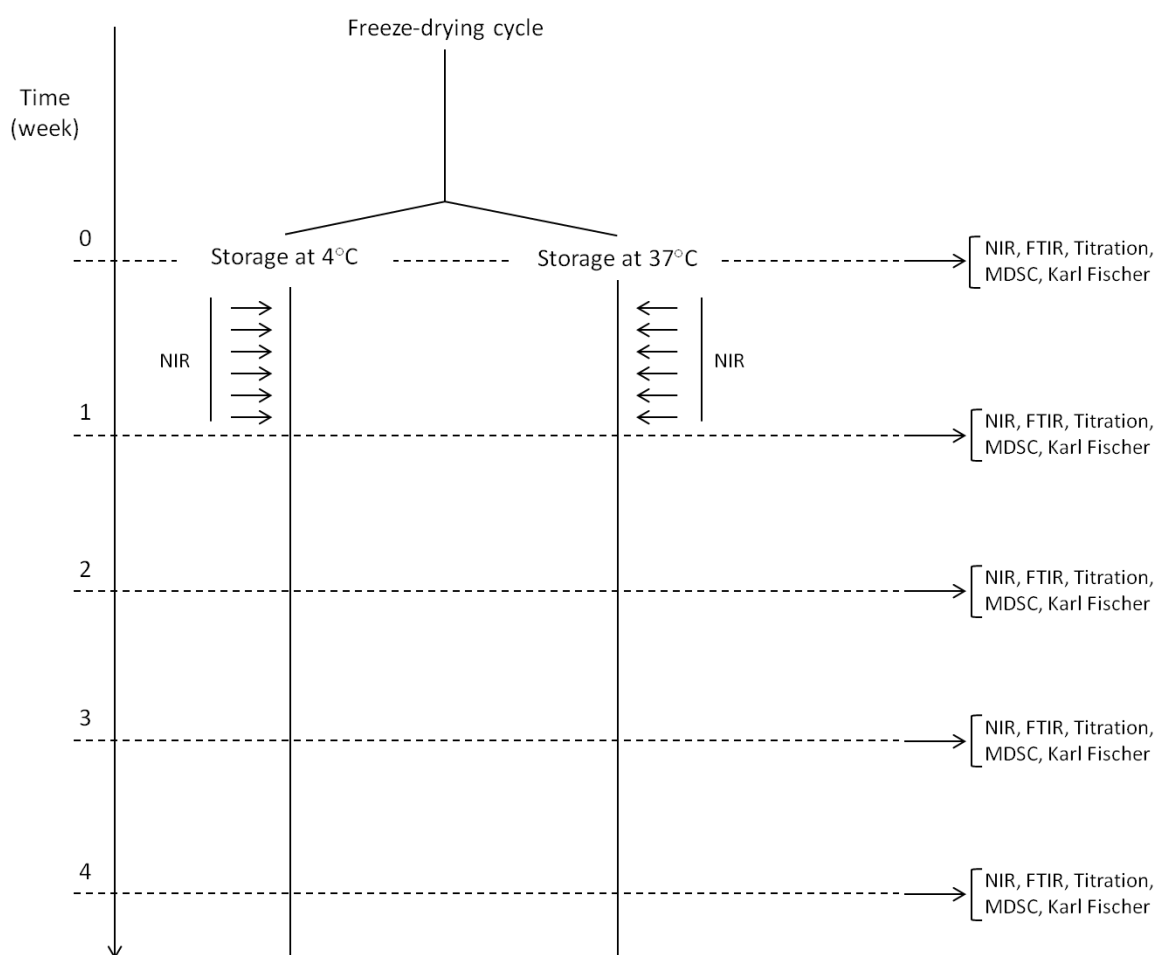 Freeze-drying cycle
Time
(week)
0
Storage at 4°C
Storage at 37°C
NIR, FTIR, Titration,
MDSC, Karl Fischer
NIR
NIR
1
NIR, FTIR, Titration,
MDSC, Karl Fischer
2
NIR, FTIR, Titration,
MDSC, Karl Fischer
3
NIR, FTIR, Titration,
MDSC, Karl Fischer
4
NIR, FTIR, Titration,
MDSC, Karl Fischer